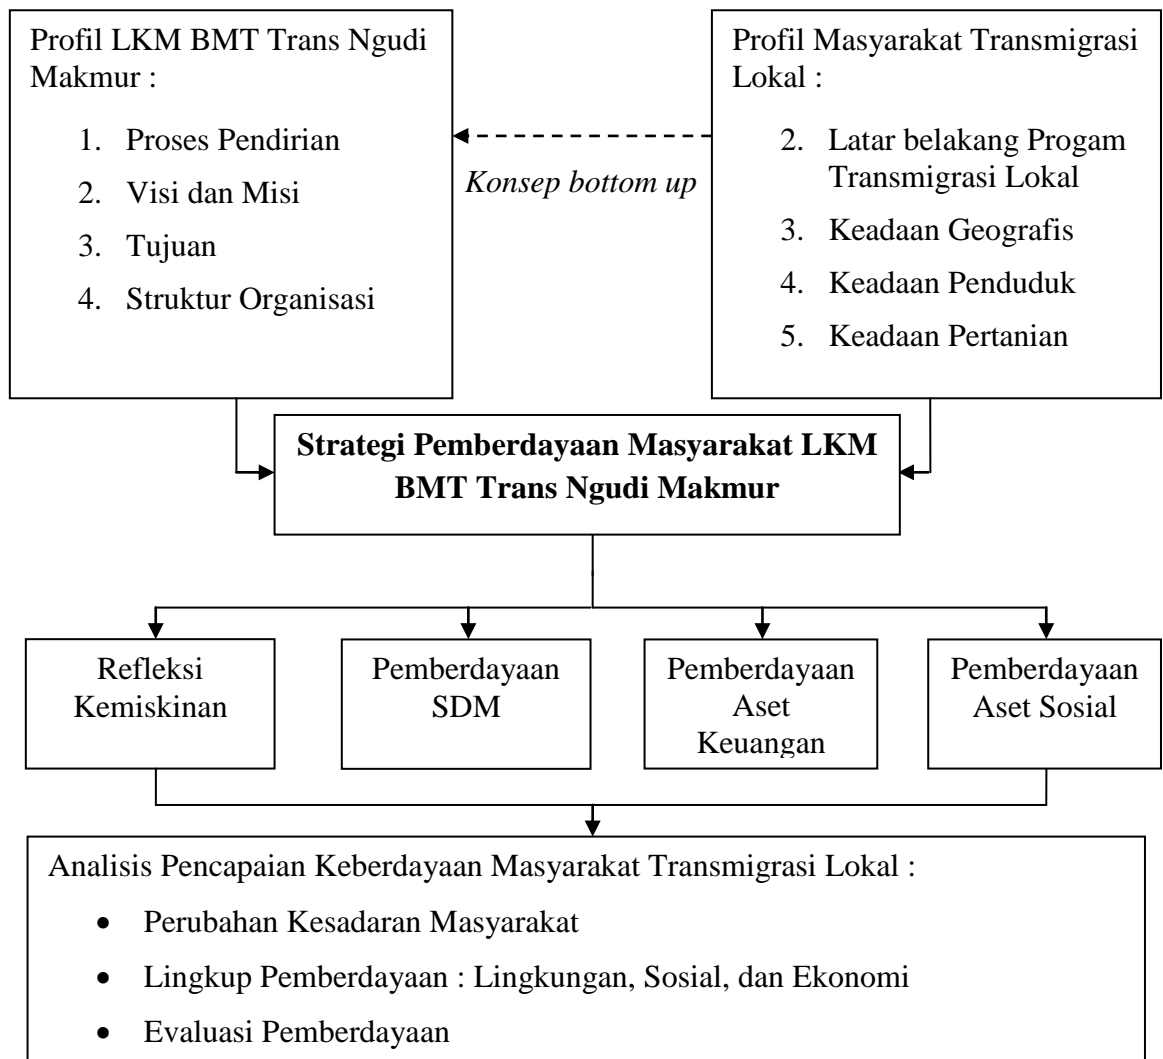 Profil LKM BMT Trans Ngudi
Makmur :
1. Proses Pendirian
2. Visi dan Misi
3. Tujuan
4. Struktur Organisasi
Konsep bottom up
Profil Masyarakat Transmigrasi
Lokal :
2. Latar belakang Progam
Transmigrasi Lokal
3. Keadaan Geografis
4. Keadaan Penduduk
5. Keadaan Pertanian
Strategi Pemberdayaan Masyarakat LKM
BMT Trans Ngudi Makmur
Refleksi
Kemiskinan
Pemberdayaan
SDM
Pemberdayaan
Aset
Keuangan
Pemberdayaan
Aset Sosial
Analisis Pencapaian Keberdayaan Masyarakat Transmigrasi Lokal :
• Perubahan Kesadaran Masyarakat
• Lingkup Pemberdayaan : Lingkungan, Sosial, dan Ekonomi
• Evaluasi Pemberdayaan